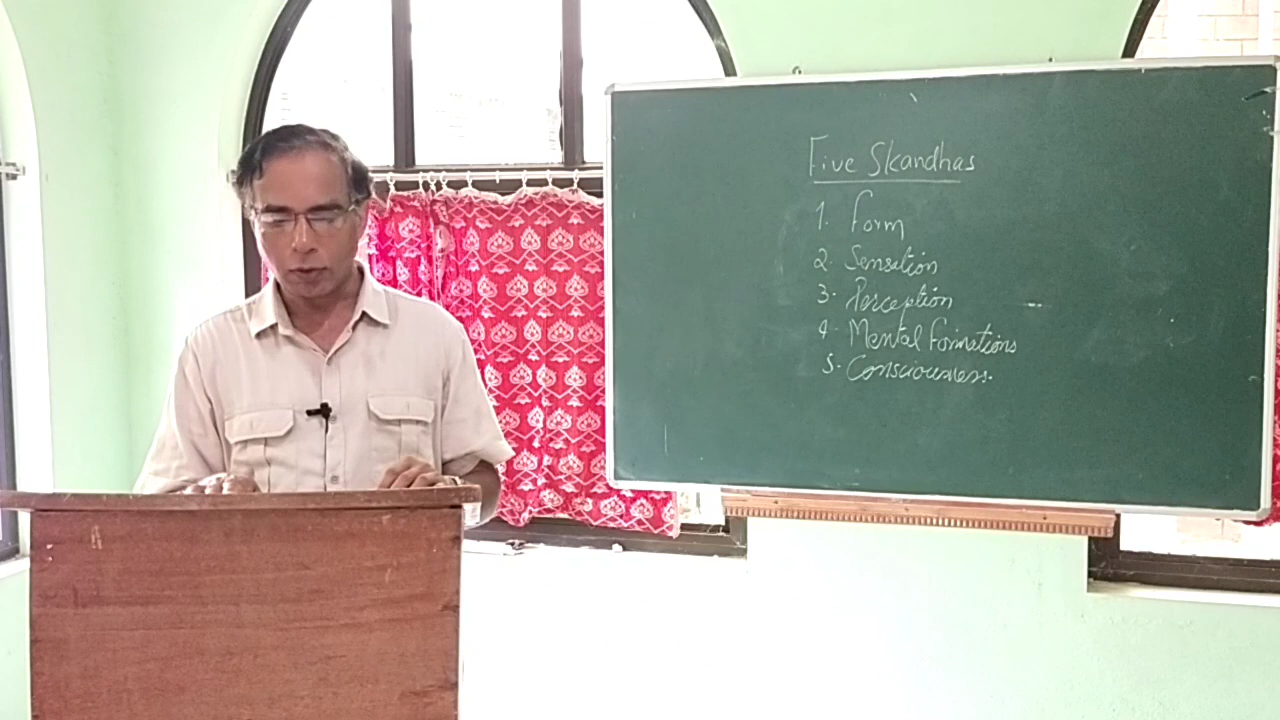 Five Skandhas
1. Form
2. Sensation
3. Perception
4. Mental Formations
5. Consciousness.